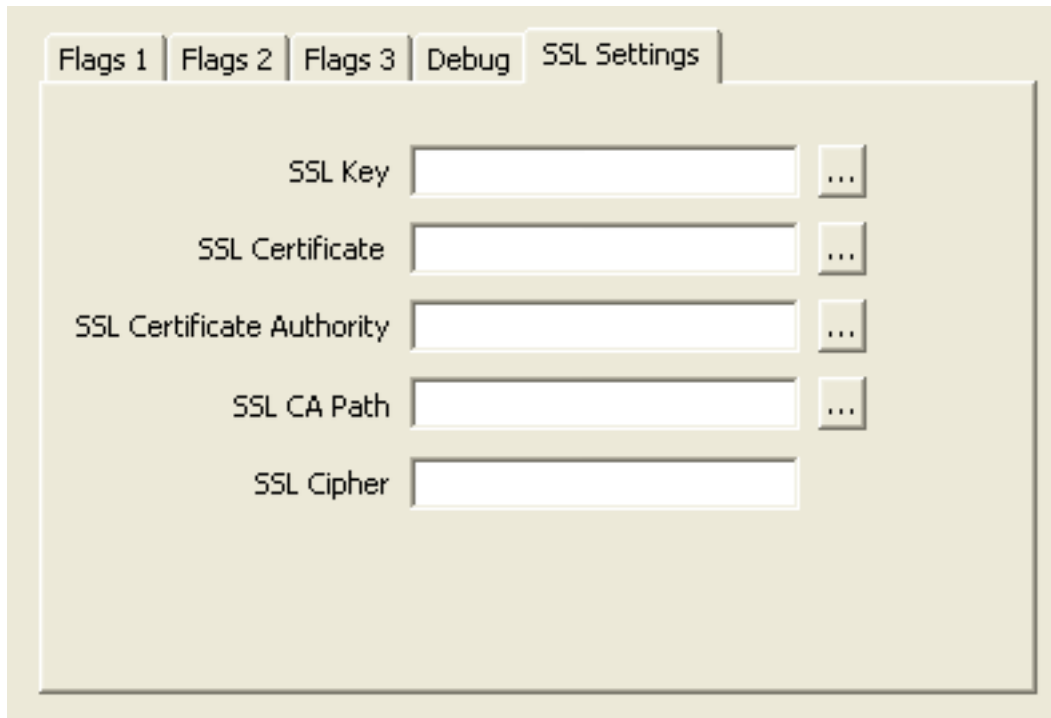 Flags 1 Flags 2 Flags 3 Debug SSL Settings
SSL Key ...
SSL Certificate ...
SSL Certificate Authority ...
SSL CA Path ...
SSL Cipher